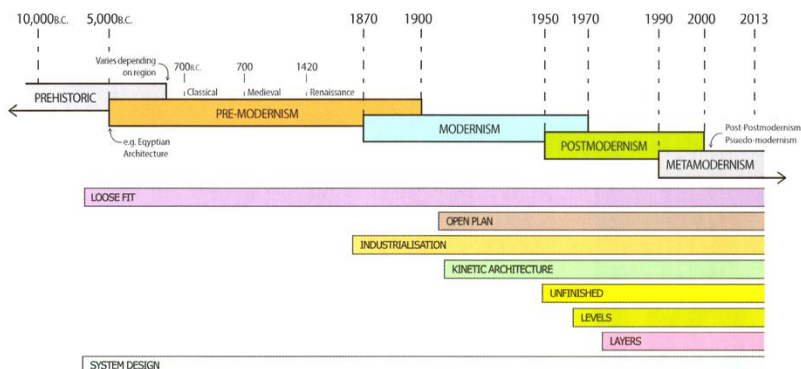 10,000B.C. 5,000B.C. 1870 1900 1950 1970 1990 2000 2013
Varies depending
on region
700B.C. 700 1420
Classical Medieval Renaissance
PREHISTORIC
PRE-MODERNISM
e.g. Eqyptian
Architecture
MODERNISM
POSTMODERNISM
Post-Postmodernism
Psuedo-modernism
METAMODERNISM
LOOSE FIT
OPEN PLAN
INDUSTRIALISATION
KINETIC ARCHITECTURE
UNFINISHED
LEVELS
LAYERS
SYSTEM DESIGN